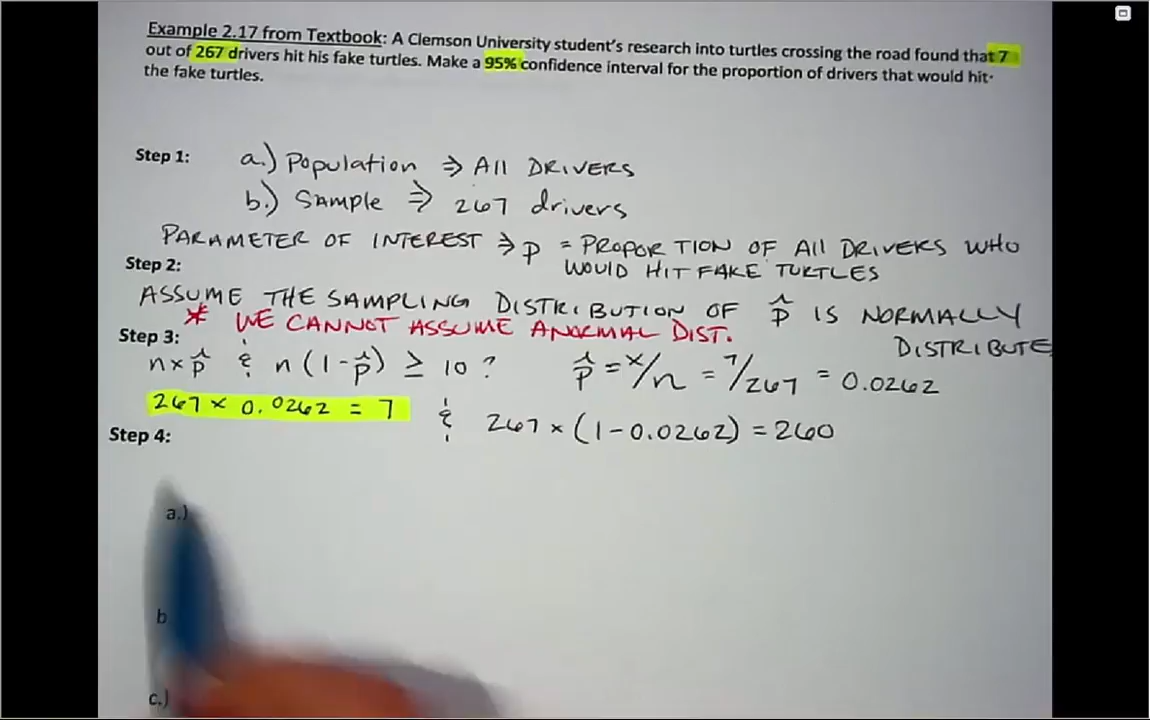 Example 2.17 from Textbook: A Clemson University student's research into turtles crossing the road found that 7
out of 267 drivers hit his fake turtles. Make a 95% confidence interval for the proportion of drivers that would hit
the fake turtles.
Step 1: a.) Population ⇒ All DRIVERS
b.) Sample ⇒ 267 drivers
PARAMETER OF INTEREST ⇒ p = PROPORTION OF All DRIVERS WHO
WOULD HIT FAKE TURTLES
Step 2:
ASSUME THE SAMPLING DISTRIBUTION OF p̂ IS NORMALLY
DISTRIBUTE
* WE CANNOT ASSUME A NORMAL DIST.
Step 3:
n x p̂ & n (1 - p̂) ≥ 10 ? p̂ = x/n = 7/267 = 0.0262
267 x 0.0262 = 7 & 267 x (1 - 0.0262) = 260
Step 4:
a.)
b
c.)